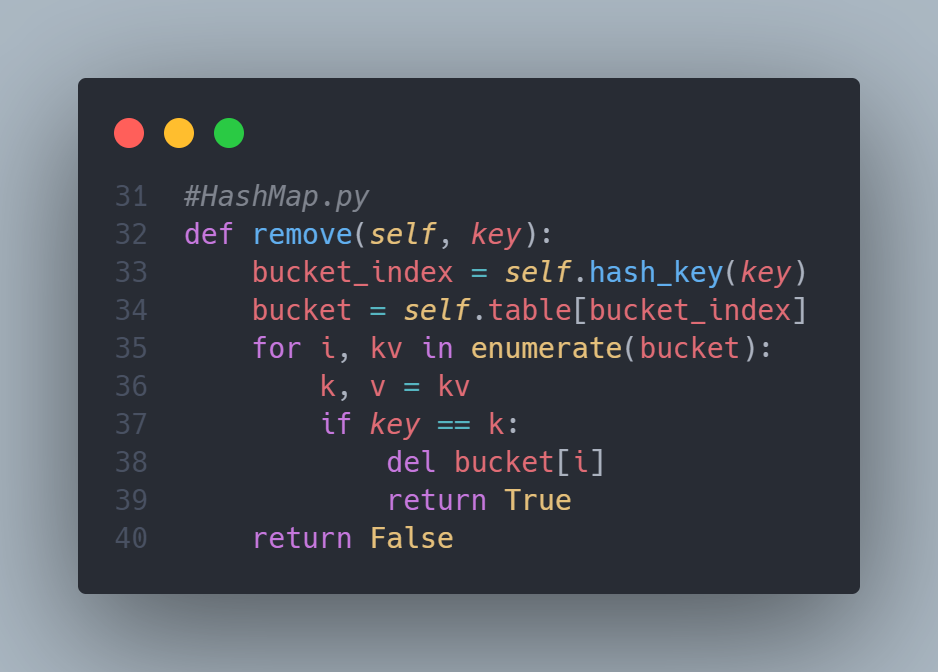 31 #HashMap.py
32 def remove(self, key):
33     bucket_index = self.hash_key(key)
34     bucket = self.table[bucket_index]
35     for i, kv in enumerate(bucket):
36         k, v = kv
37         if key == k:
38             del bucket[i]
39             return True
40     return False